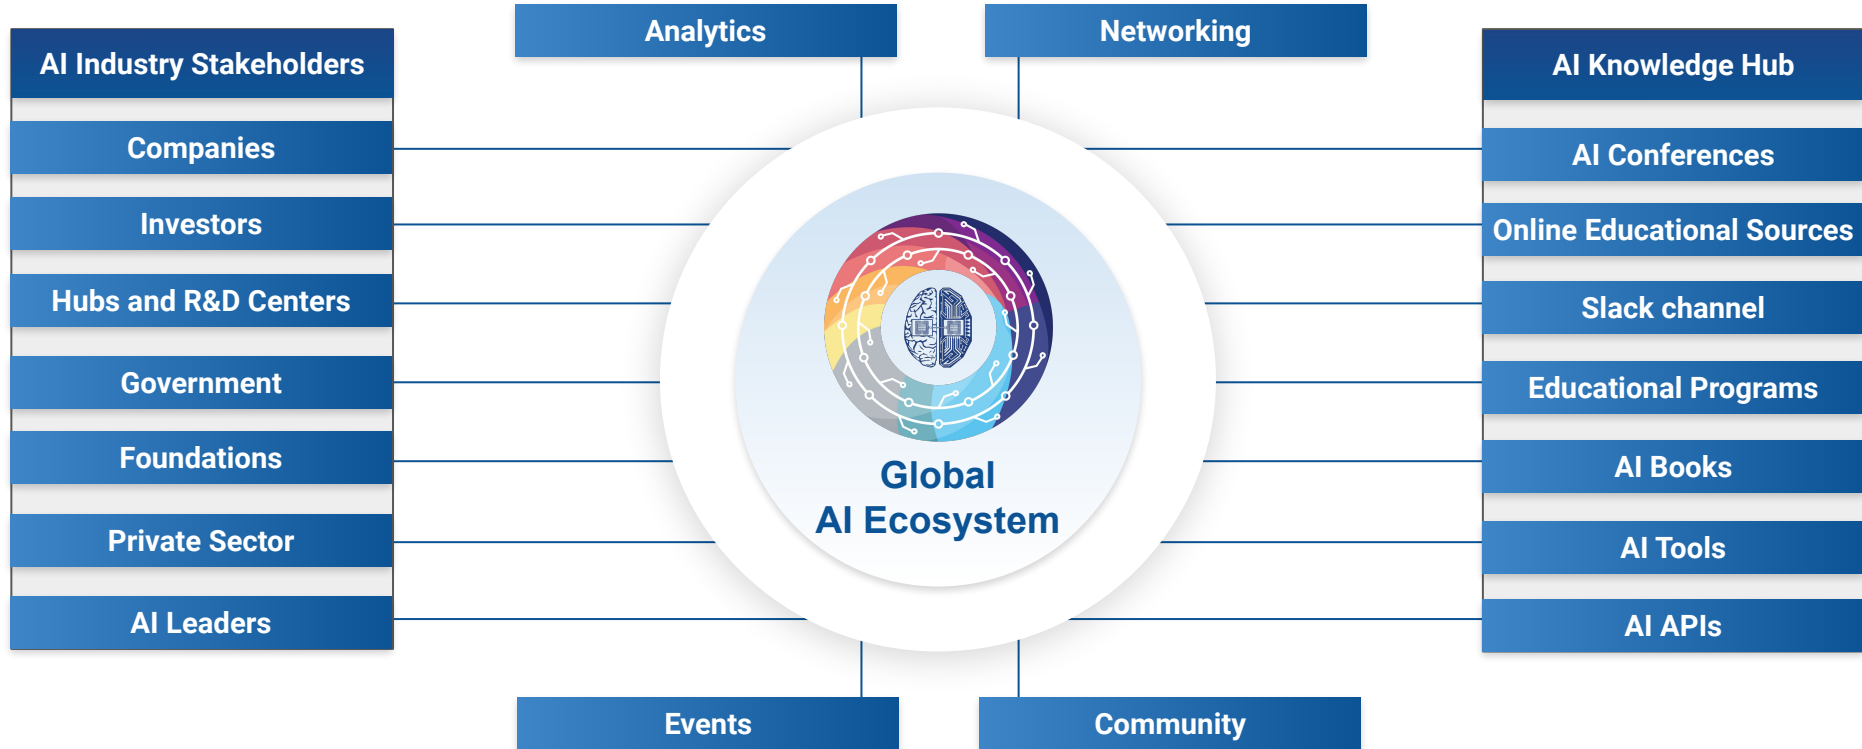 Analytics
Networking
AI Industry Stakeholders
Companies
Investors
Hubs and R&D Centers
Government
Foundations
Private Sector
AI Leaders
Global
AI Ecosystem
AI Knowledge Hub
AI Conferences
Online Educational Sources
Slack channel
Educational Programs
AI Books
AI Tools
AI APIs
Events
Community